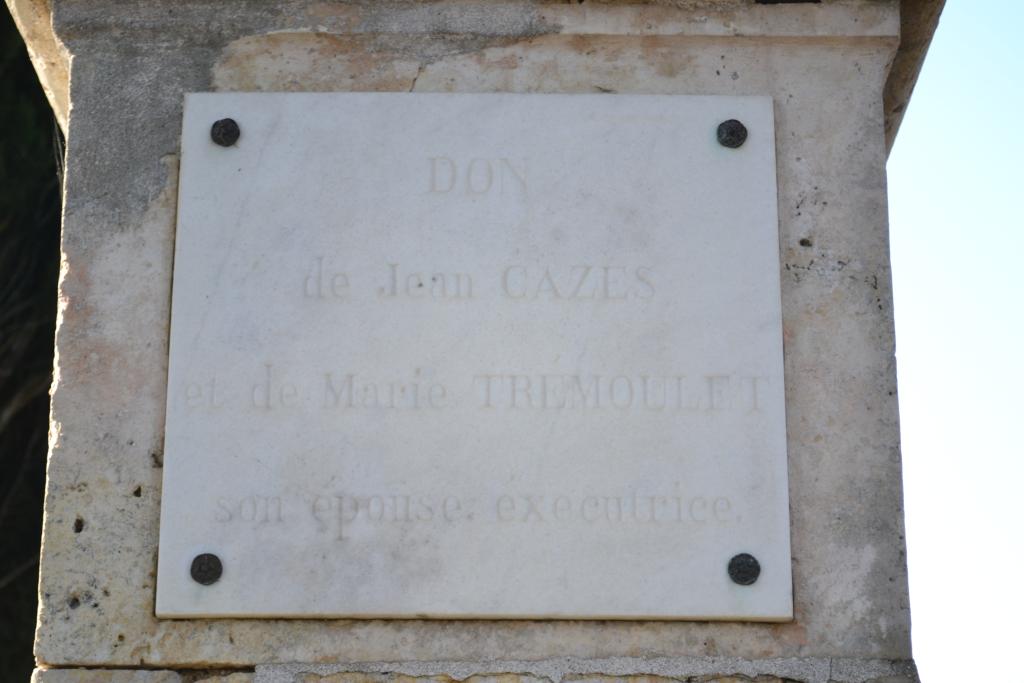 DON
de Jean CAZES
et de Marie TREMOULET
son epouse. executrice.